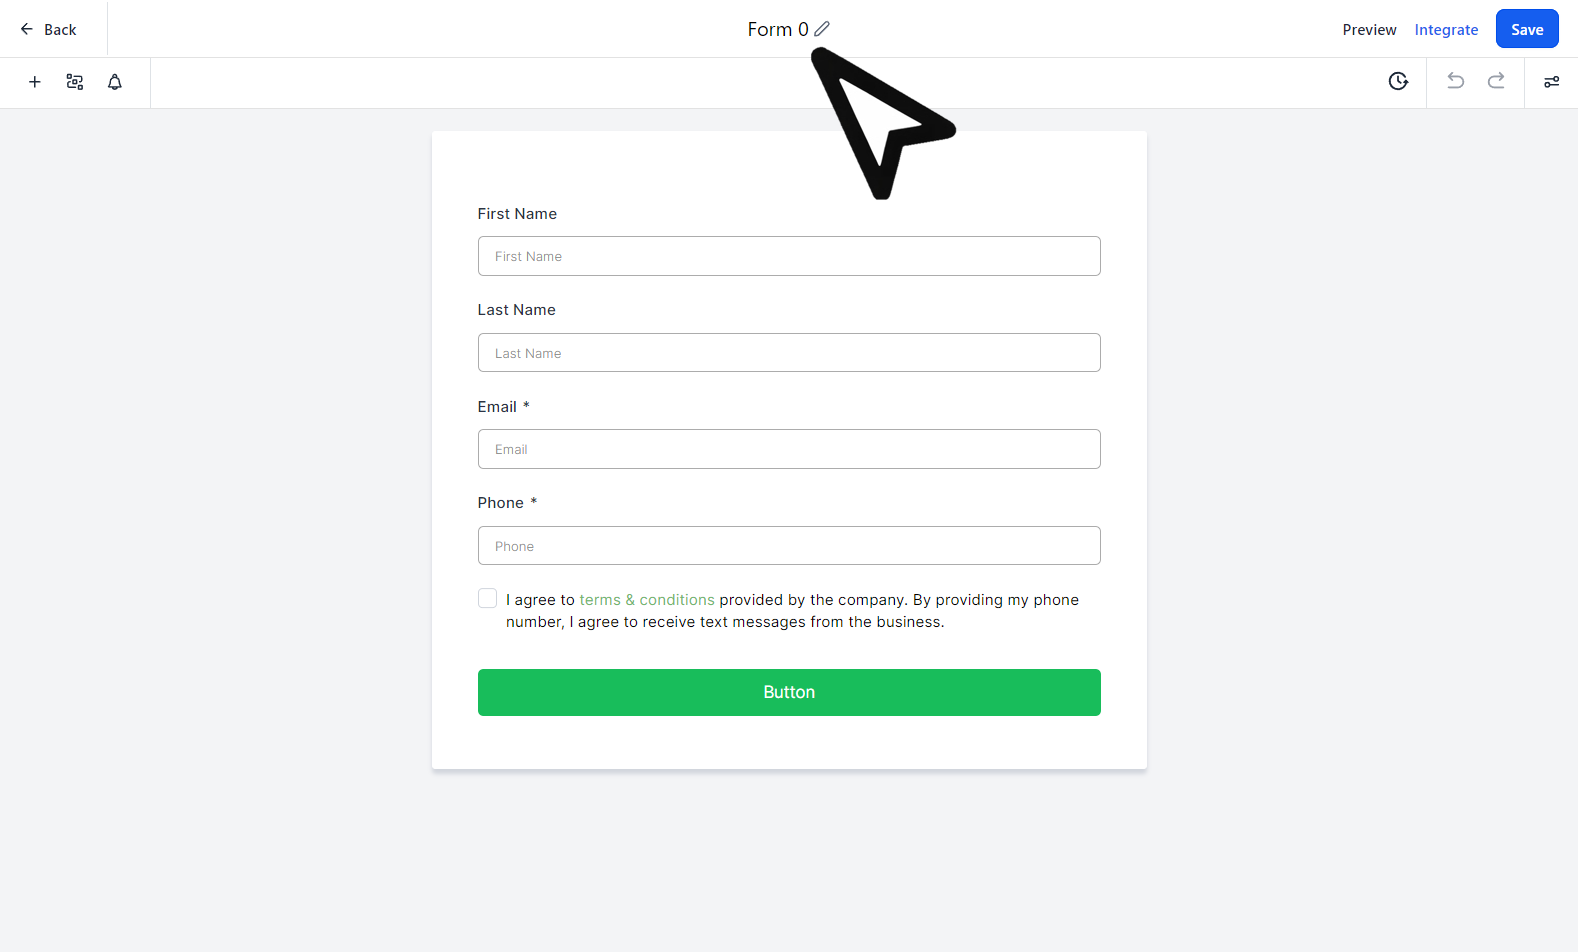 Back
Form 0
Preview
Integrate
Save
First Name
First Name
Last Name
Last Name
Email *
Email
Phone *
Phone
I agree to terms & conditions provided by the company. By providing my phone
number, I agree to receive text messages from the business.
Button